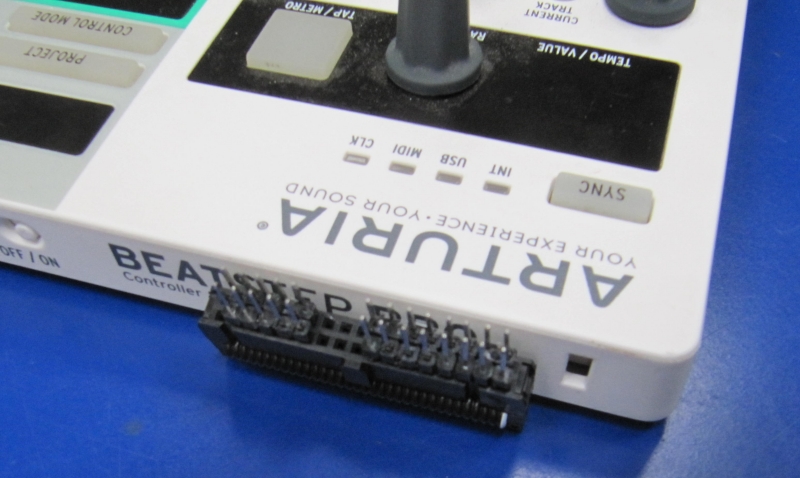 CONTROL MODE
PROJECT
TAP / METRO
RA
TEMPO / VALUE
CURRENT
TRACK
CLK
MIDI
USB
INT
SYNC
ARTURIA®
YOUR EXPERIENCE • YOUR SOUND
OFF / ON
BEATSTEP PRO
Controller